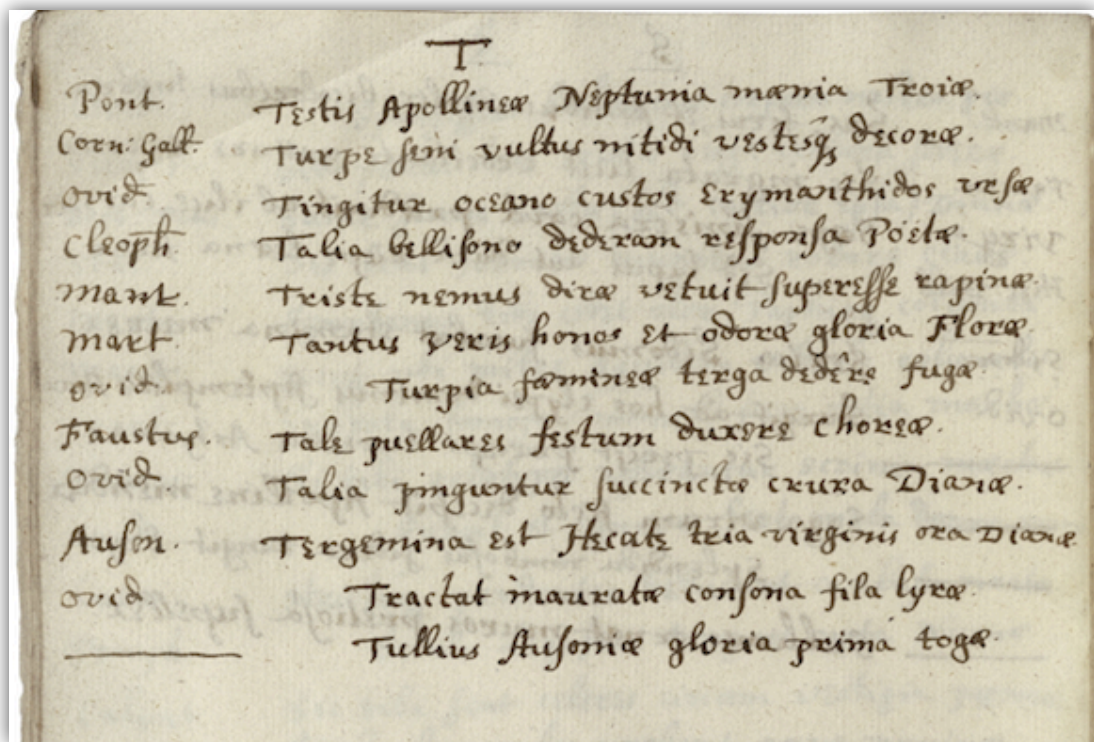 T
Pont. Testis Apollineæ Neptunia mænia Troiæ.
Corn: Gall. Turpe seni vultus nitidi vestesq́ꝫ decoræ.
Ovid Tingitur oceano custos Erymanthidos ursæ
Cleoph Talia bellisono dederam responsa Poëtæ.
Mant. Triste nemus diræ vetuit superesse rapinæ.
Mart. Tantus veris honos et odoræ gloria Floræ.
Ovid. Turpia fæmineæ terga dedêre fugæ
Faustus. Tale puellares festum duxere choreæ.
Ovid Talia pinguntur succinctæ crura Dianæ.
Auson. Tergemina est Hecate tria virginis ora Dianæ.
Ovid Tractat inauratæ consona fila lyræ.
Tullius Ausoniæ gloria prima togæ.